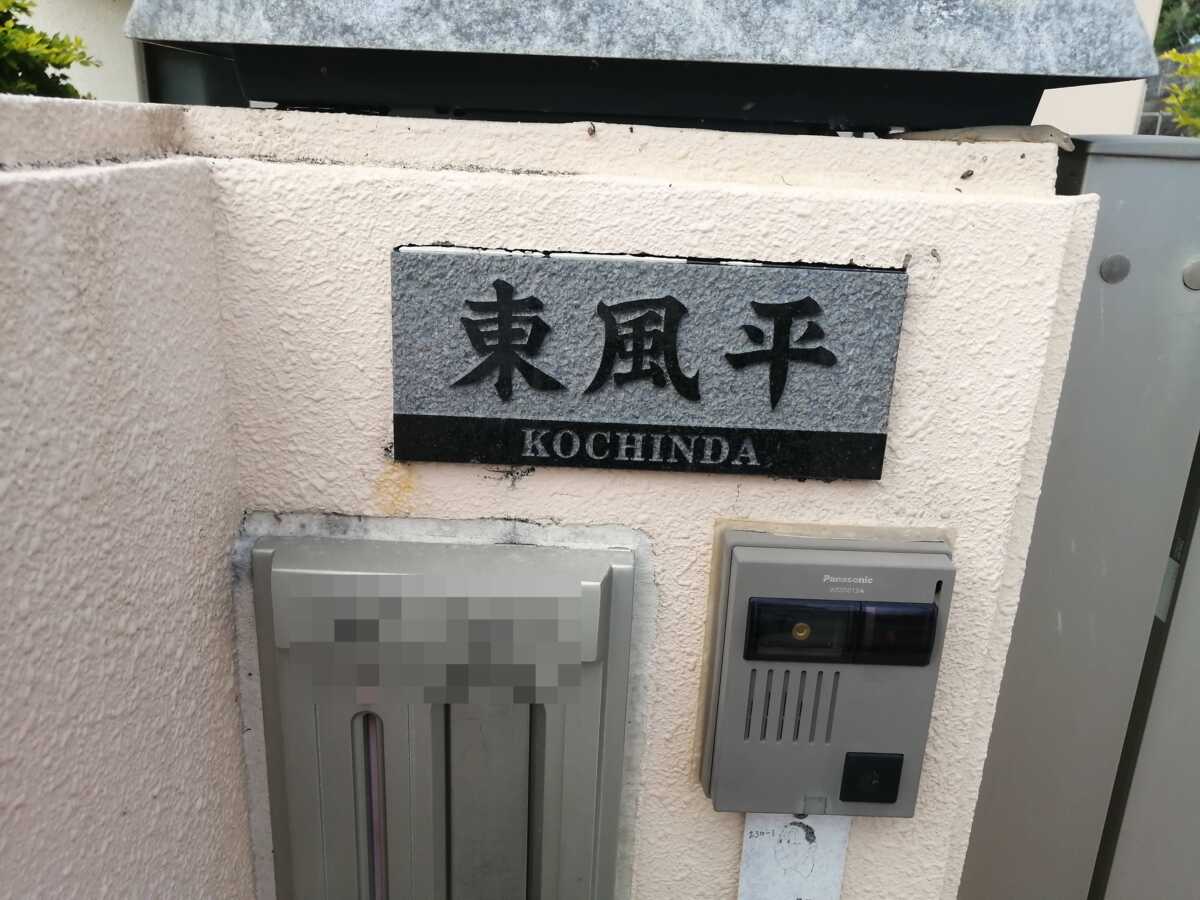 東風平
KOCHINDA
Panasonic